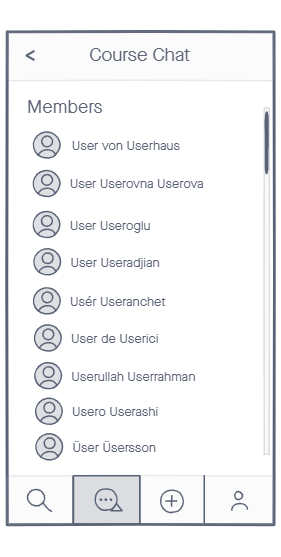 < Course Chat
Members
User von Userhaus
User Userovna Userova
User Useroglu
User Useradjian
Usér Useranchet
User de Userici
Userullah Userrahman
Usero Userashi
Üser Üsersson